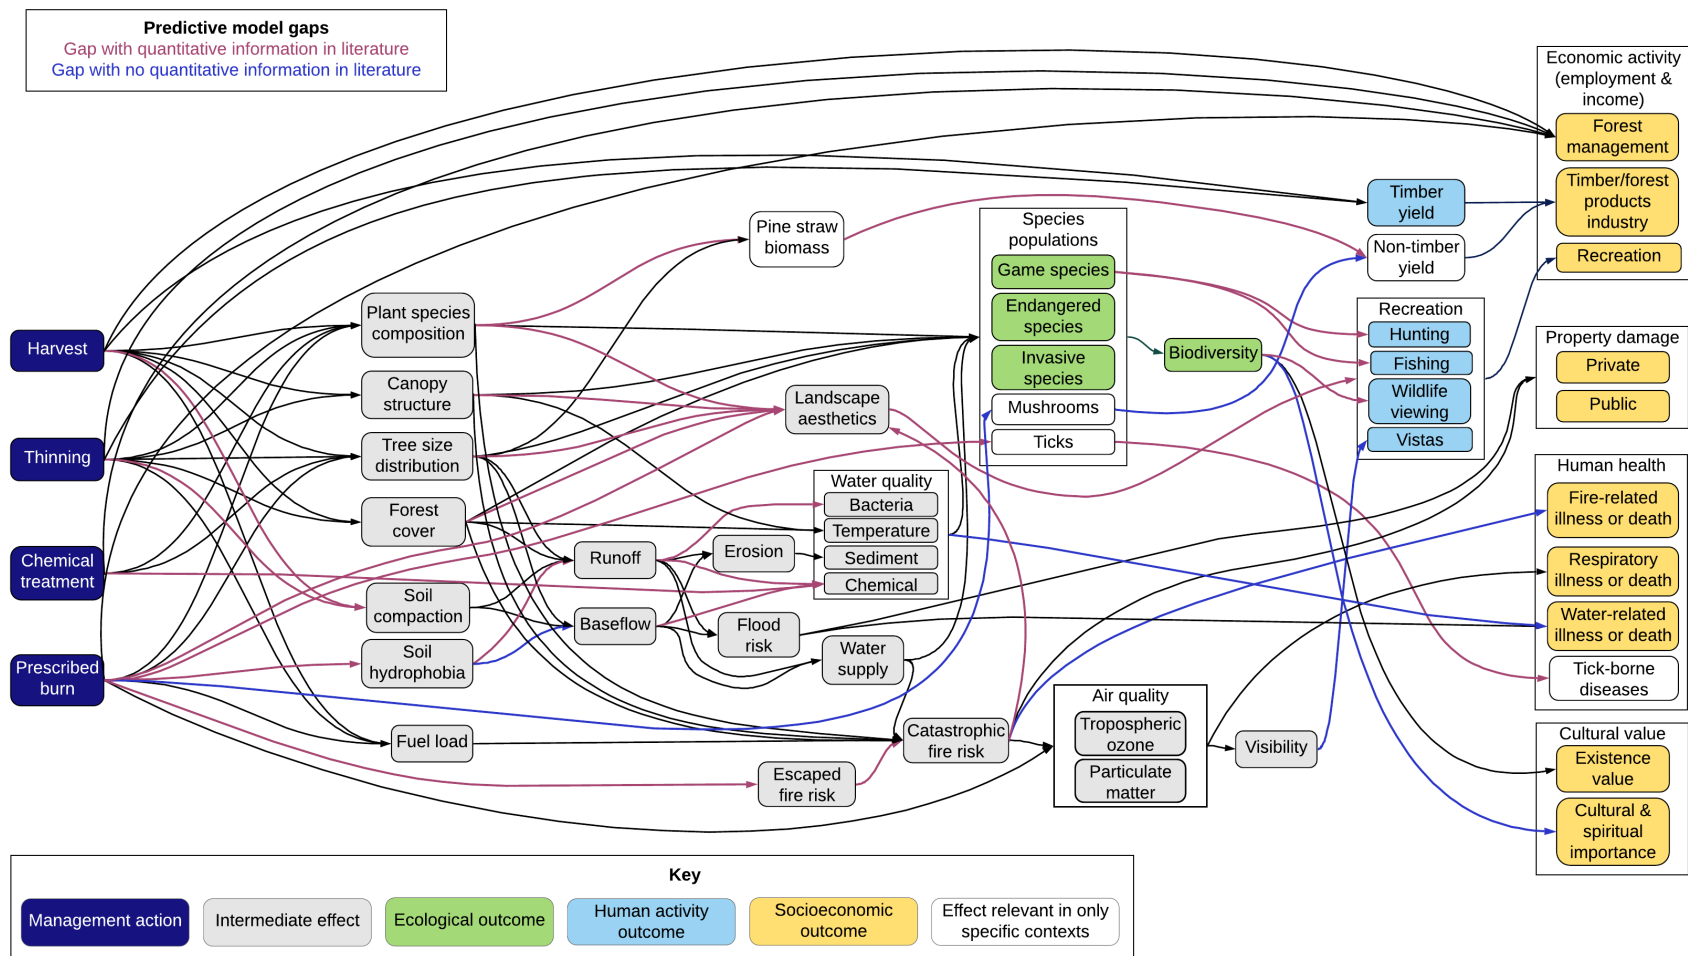 Predictive model gaps
Gap with quantitative information in literature
Gap with no quantitative information in literature
Harvest
Thinning
Chemical
treatment
Prescribed
burn
Plant species
composition
Canopy
structure
Tree size
distribution
Forest
cover
Soil
compaction
Soil
hydrophobia
Fuel load
Runoff
Baseflow
Pine straw
biomass
Landscape
aesthetics
Erosion
Flood
risk
Water
supply
Escaped
fire risk
Water quality
Bacteria
Temperature
Sediment
Chemical
Catastrophic
fire risk
Species
populations
Game species
Endangered
species
Invasive
species
Mushrooms
Ticks
Air quality
Tropospheric
ozone
Particulate
matter
Biodiversity
Visibility
Timber
yield
Non-timber
yield
Recreation
Hunting
Fishing
Wildlife
viewing
Vistas
Economic activity
(employment &
income)
Forest
management
Timber/forest
products
industry
Recreation
Property damage
Private
Public
Human health
Fire-related
illness or death
Respiratory
illness or death
Water-related
illness or death
Tick-borne
diseases
Cultural value
Existence
value
Cultural &
spiritual
importance
Key
Management action
Intermediate effect
Ecological outcome
Human activity
outcome
Socioeconomic
outcome
Effect relevant in only
specific contexts